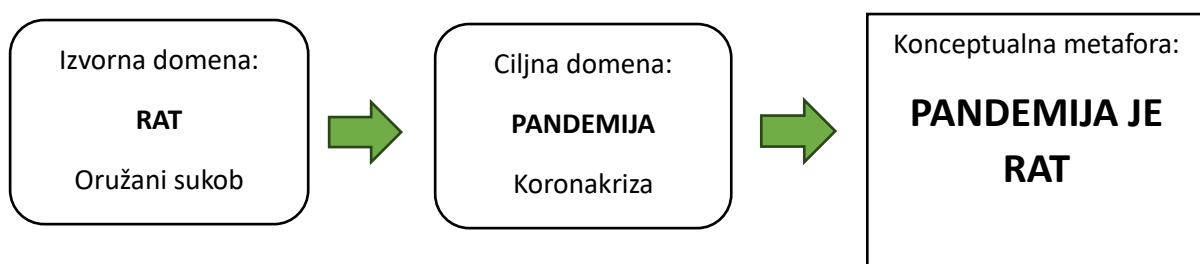 Izvorna domena:
RAT
Oružani sukob
Ciljna domena:
PANDEMIJA
Koronakriza
Konceptualna metafora:
PANDEMIJA JE
RAT